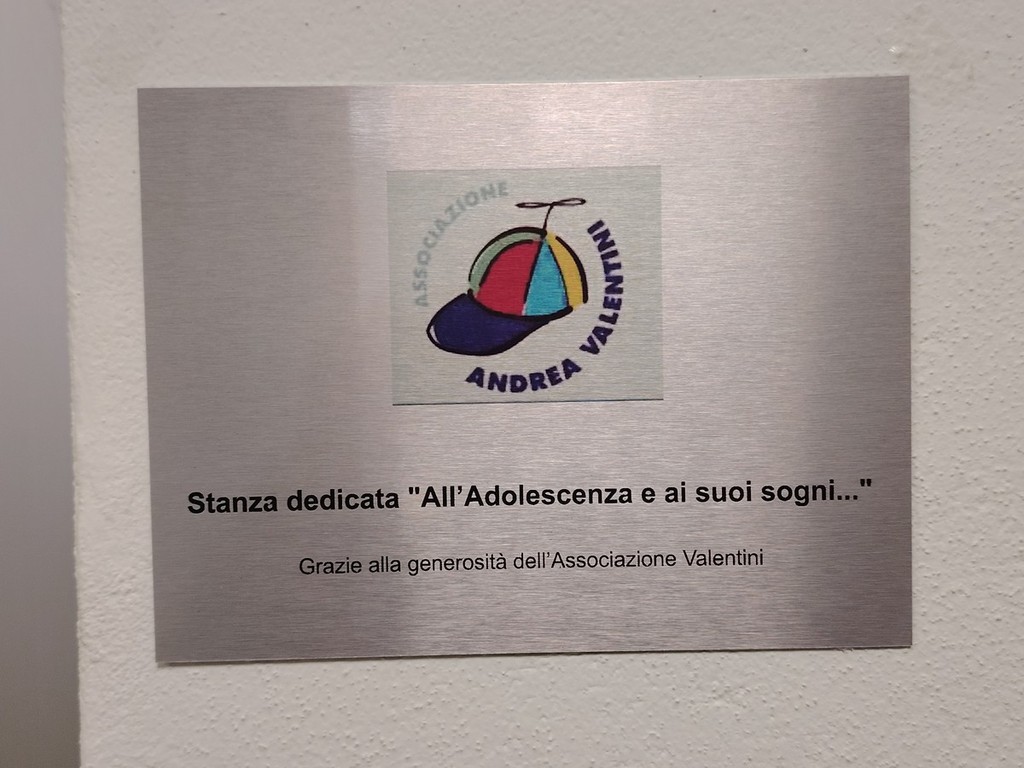 ASSOCIAZIONE
ANDREA VALENTINI
Stanza dedicata "All’Adolescenza e ai suoi sogni..."
Grazie alla generosità dell’Associazione Valentini